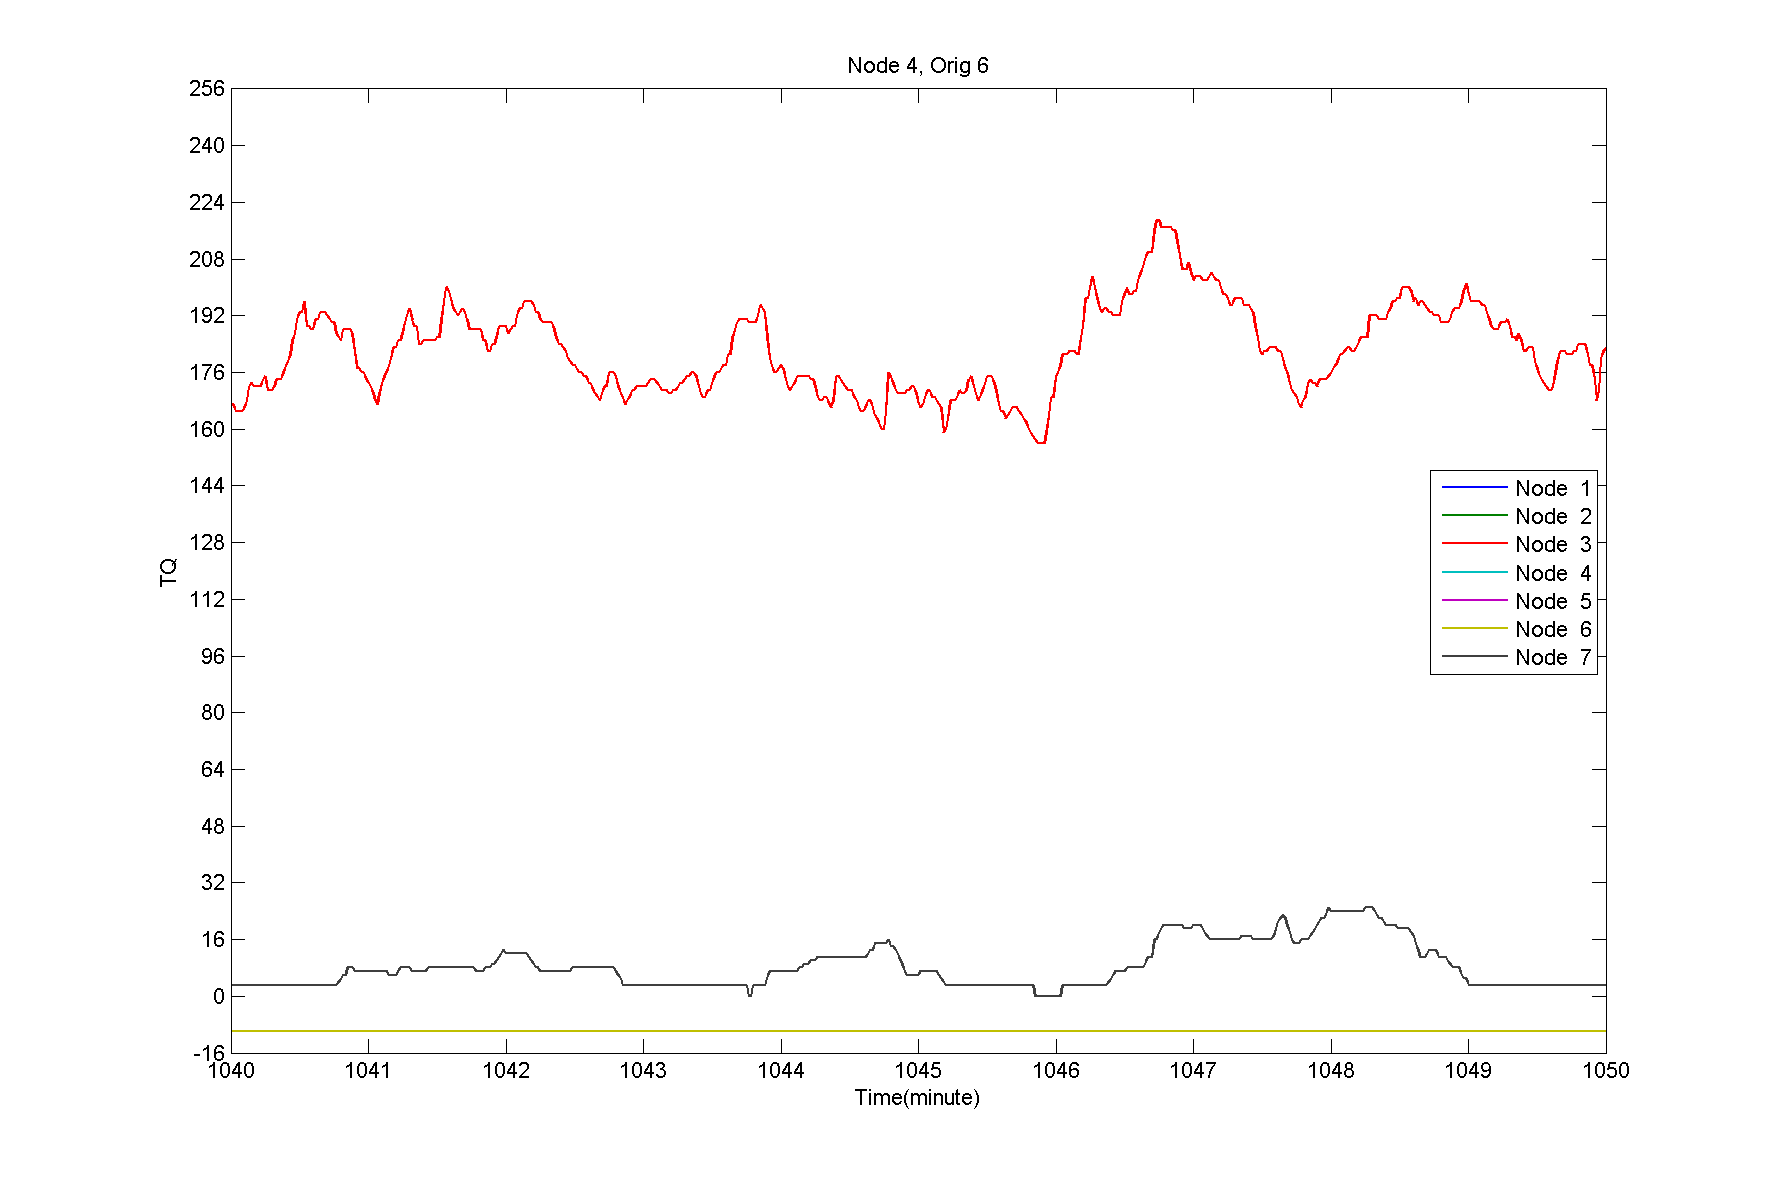 Node 4, Orig 6
256
240
224
208
192
176
160
144
128
112
96
80
64
48
32
16
0
-16
TQ
Node 1
Node 2
Node 3
Node 4
Node 5
Node 6
Node 7
1040 1041 1042 1043 1044 1045 1046 1047 1048 1049 1050
Time(minute)